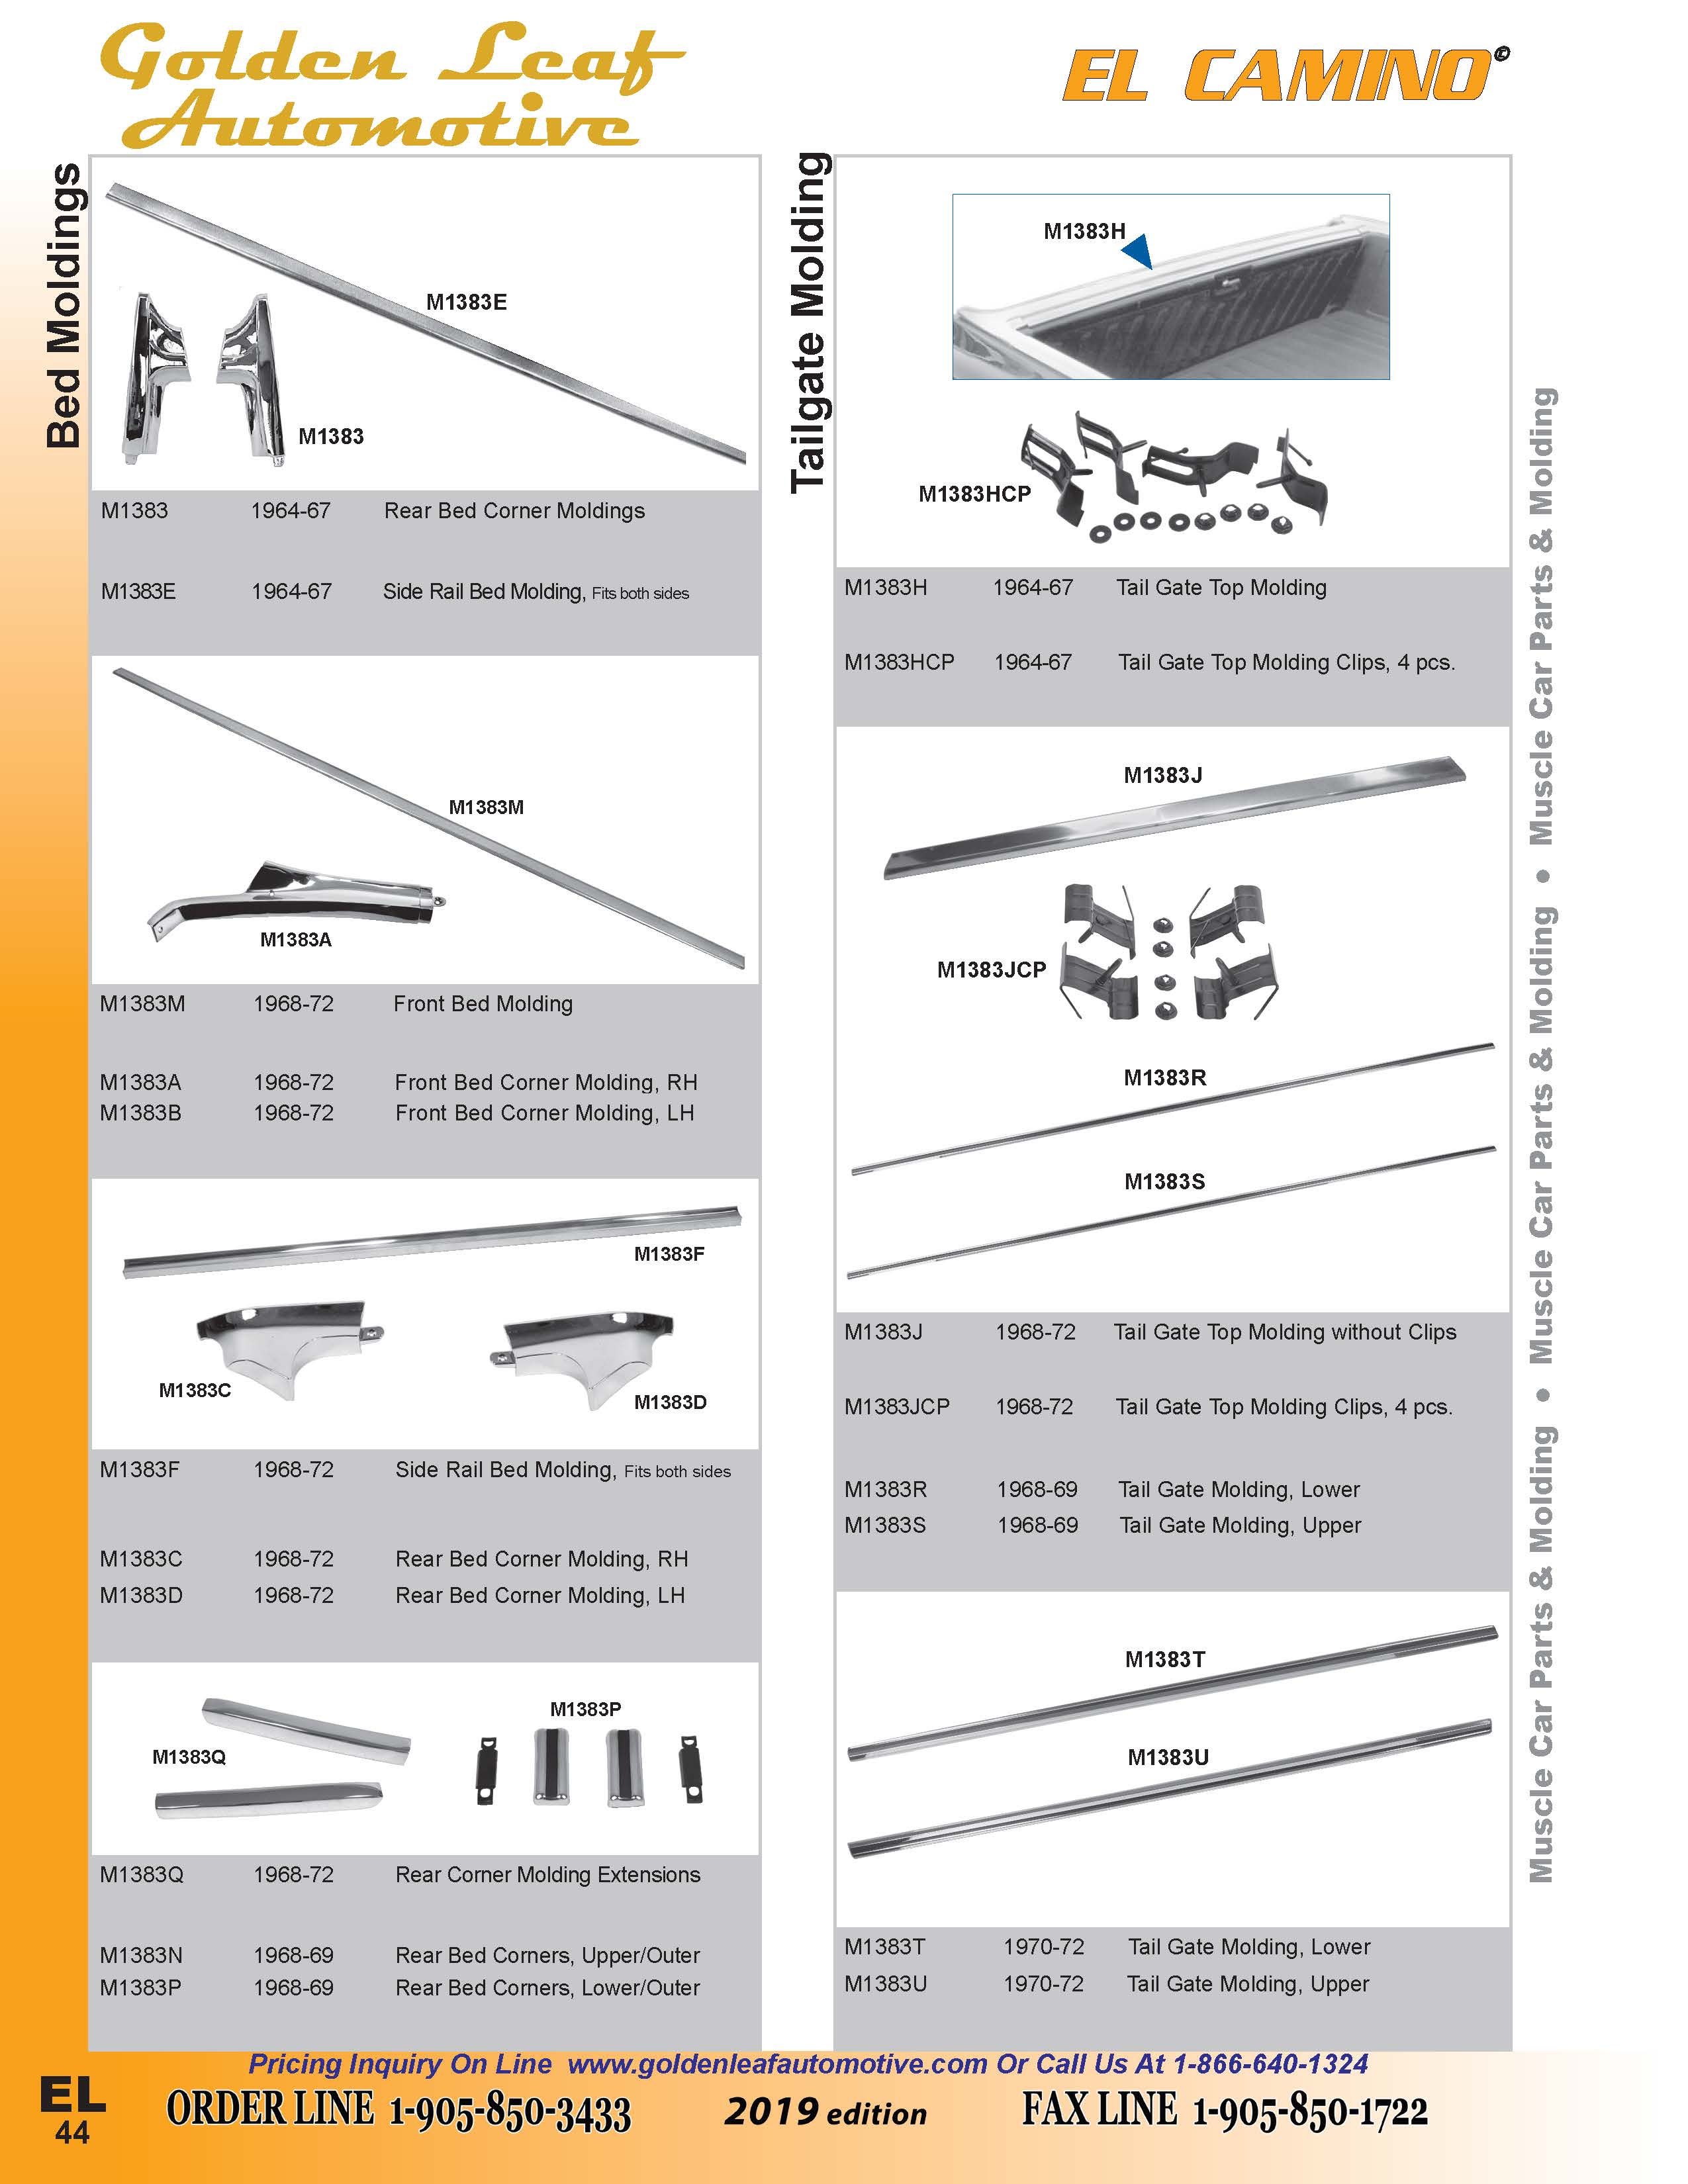 Golden Leaf
Automotive
EL CAMINO©
Bed Moldings
M1383E
M1383
M1383 1964-67 Rear Bed Corner Moldings
M1383E 1964-67 Side Rail Bed Molding, Fits both sides
M1383M
M1383A
M1383M 1968-72 Front Bed Molding
M1383A 1968-72 Front Bed Corner Molding, RH
M1383B 1968-72 Front Bed Corner Molding, LH
M1383F
M1383C
M1383D
M1383F 1968-72 Side Rail Bed Molding, Fits both sides
M1383C 1968-72 Rear Bed Corner Molding, RH
M1383D 1968-72 Rear Bed Corner Molding, LH
M1383P
M1383Q
M1383Q 1968-72 Rear Corner Molding Extensions
M1383N 1968-69 Rear Bed Corners, Upper/Outer
M1383P 1968-69 Rear Bed Corners, Lower/Outer
Tailgate Molding
M1383H
M1383HCP
M1383H 1964-67 Tail Gate Top Molding
M1383HCP 1964-67 Tail Gate Top Molding Clips, 4 pcs.
M1383J
M1383JCP
M1383R
M1383S
M1383J 1968-72 Tail Gate Top Molding without Clips
M1383JCP 1968-72 Tail Gate Top Molding Clips, 4 pcs.
M1383R 1968-69 Tail Gate Molding, Lower
M1383S 1968-69 Tail Gate Molding, Upper
M1383T
M1383U
M1383T 1970-72 Tail Gate Molding, Lower
M1383U 1970-72 Tail Gate Molding, Upper
Muscle Car Parts & Molding • Muscle Car Parts & Molding • Muscle Car Parts & Molding
Pricing Inquiry On Line www.goldenleafautomotive.com Or Call Us At 1-866-640-1324
EL
44
ORDER LINE 1-905-850-3433 2019 edition FAX LINE 1-905-850-1722